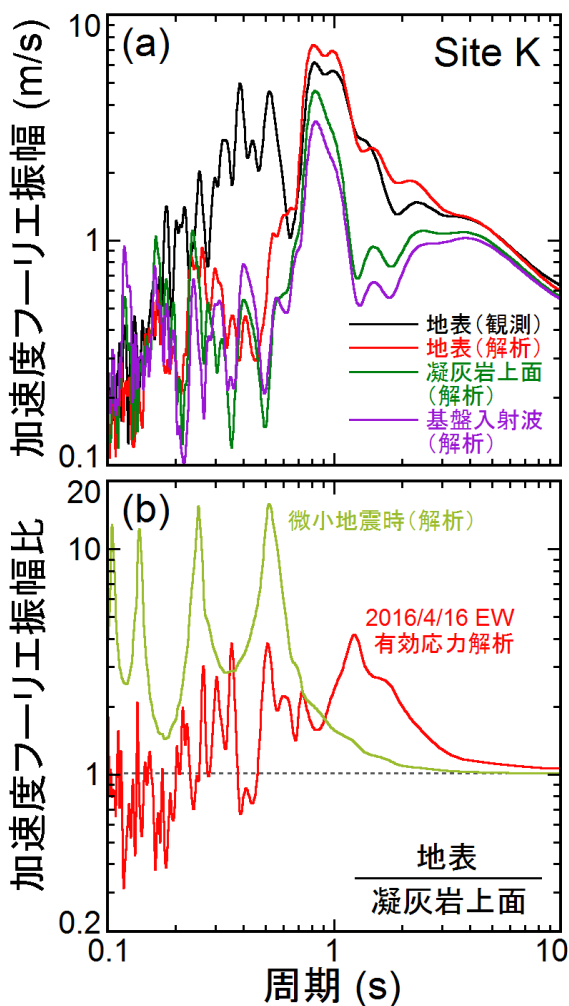 (a)
Site K
加速度フーリエ振幅 (m/s)
10
1
0.1
地表(観測)
地表(解析)
凝灰岩上面
(解析)
基盤入射波
(解析)
(b)
加速度フーリエ振幅比
20
10
1
0.2
微小地震時(解析)
2016/4/16 EW
有効応力解析
地表
凝灰岩上面
0.1
1
10
周期 (s)